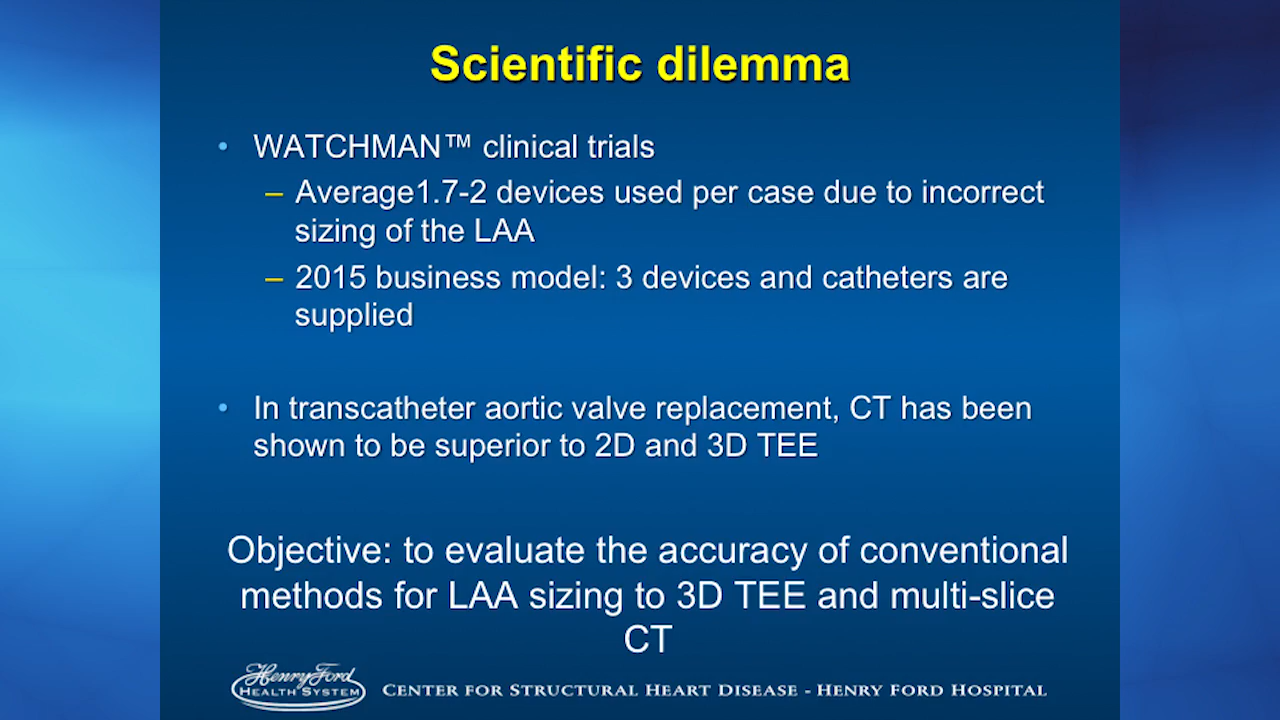 Scientific dilemma
• WATCHMAN™ clinical trials
– Average1.7-2 devices used per case due to incorrect
sizing of the LAA
– 2015 business model: 3 devices and catheters are
supplied
• In transcatheter aortic valve replacement, CT has been
shown to be superior to 2D and 3D TEE
Objective: to evaluate the accuracy of conventional
methods for LAA sizing to 3D TEE and multi-slice
CT
Henry Ford
HEALTH SYSTEM
CENTER FOR STRUCTURAL HEART DISEASE - HENRY FORD HOSPITAL